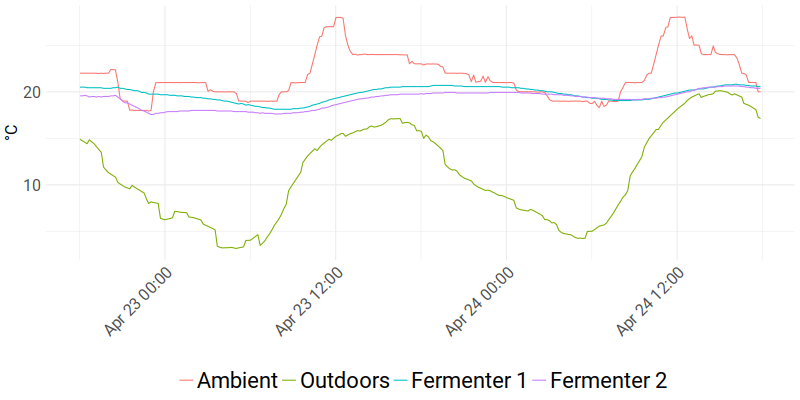 °C
20
10
Apr 23 00:00
Apr 23 12:00
Apr 24 00:00
Apr 24 12:00
Ambient Outdoors Fermenter 1 Fermenter 2